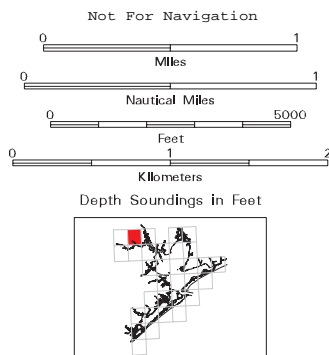 Not For Navigation
0 1
Miles
0 1
Nautical Miles
0 5000
Feet
0 1 2
Kilometers
Depth Soundings in Feet